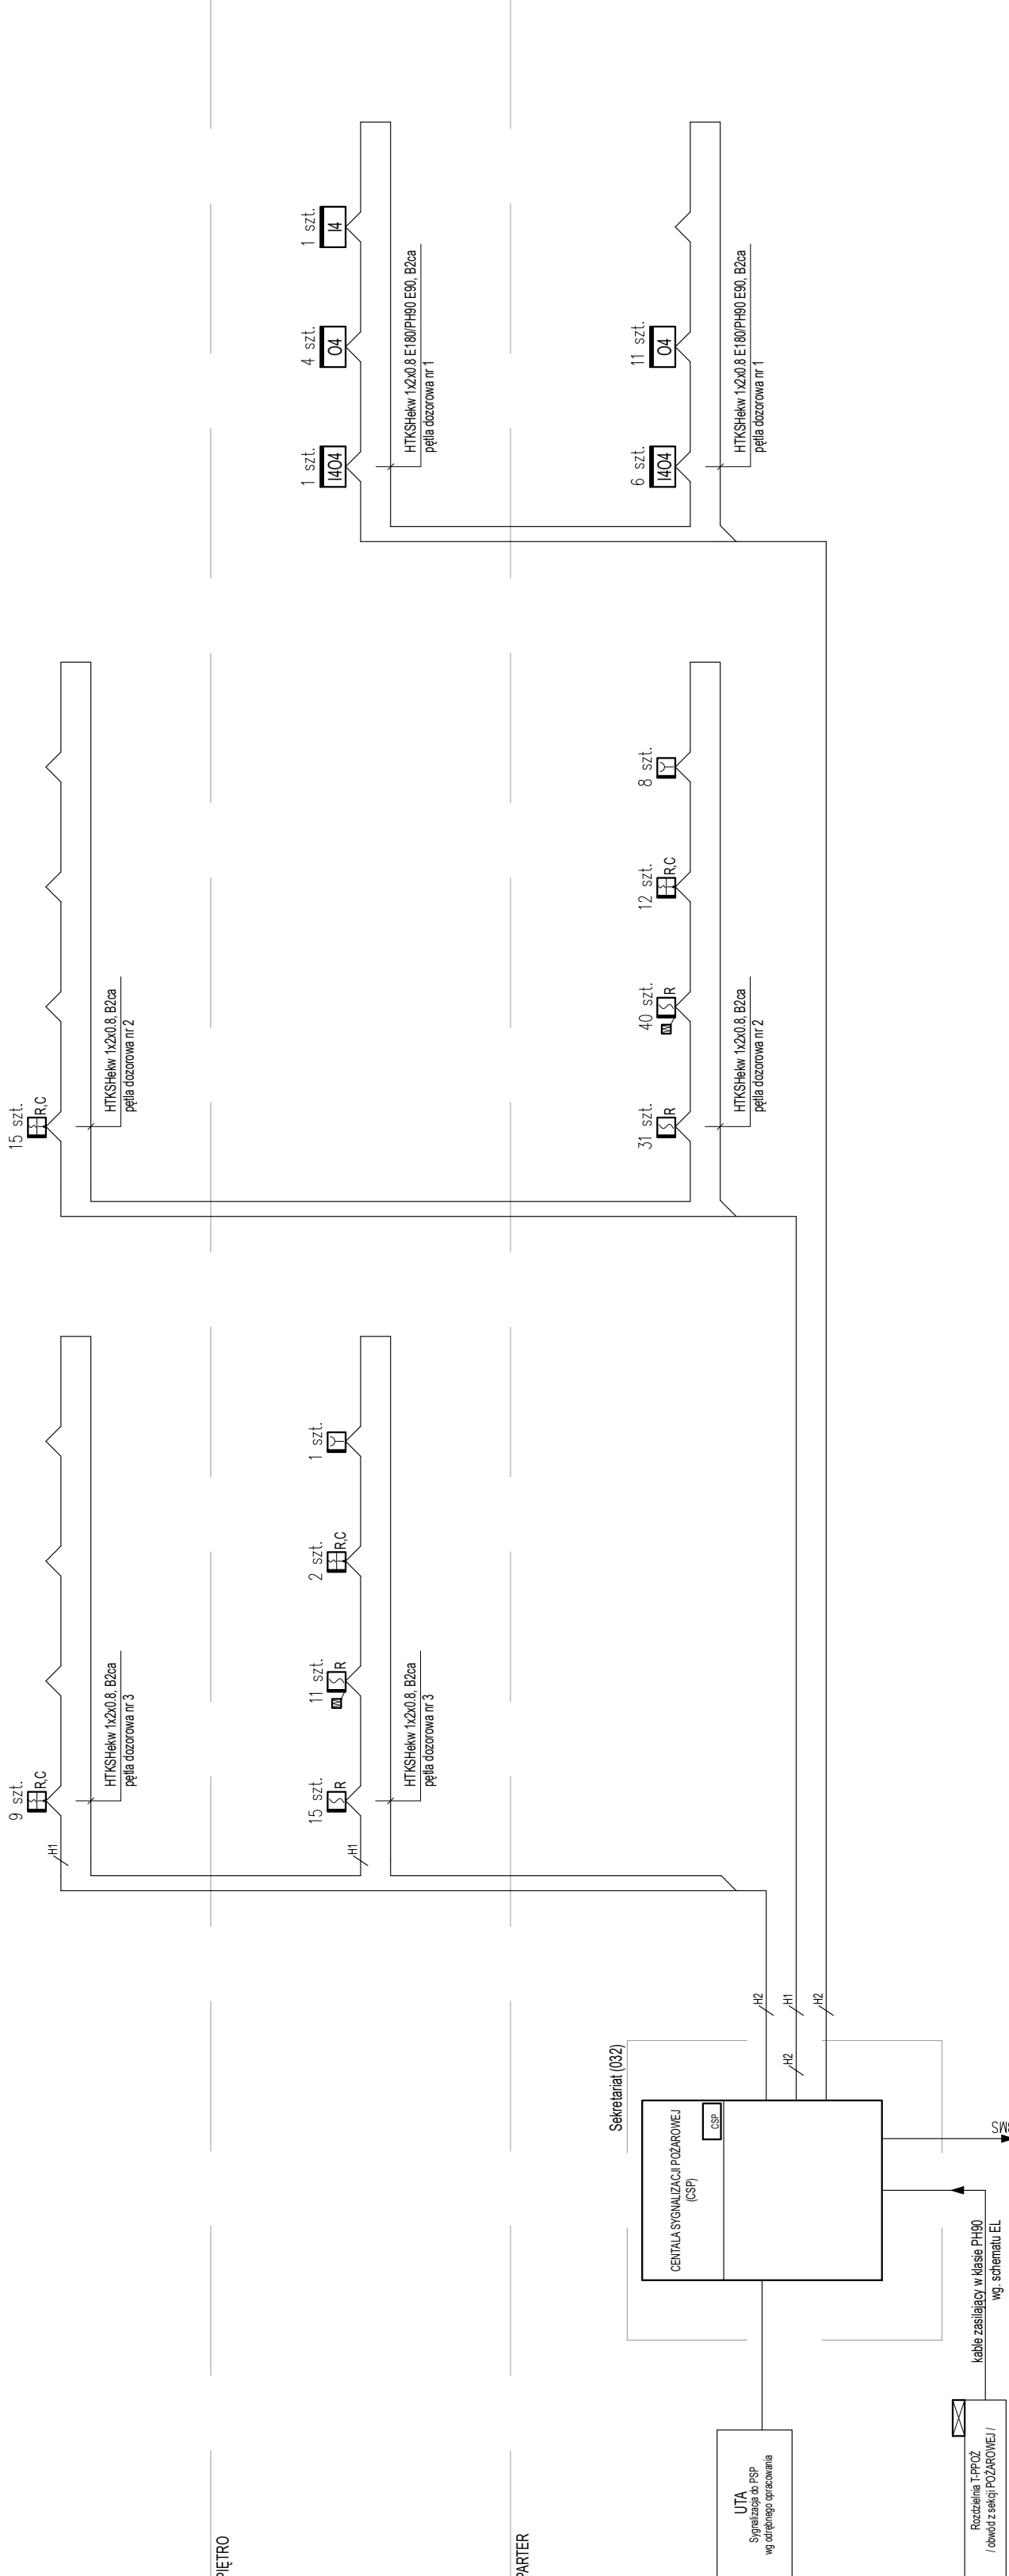 9 szt.
R,C
H1
HTKSHekw 1x2x0.8, B2ca
pętla dozorowa nr 3
15 szt.
R,C
HTKSHekw 1x2x0.8, B2ca
pętla dozorowa nr 2
PIĘTRO
15 szt.
R
11 szt.
R
2 szt.
R,C
1 szt.
H1
HTKSHekw 1x2x0.8, B2ca
pętla dozorowa nr 3
1 szt.
I4O4
4 szt.
O4
1 szt.
I4
HTKSHekw 1x2x0.8 E180/PH90 E90, B2ca
pętla dozorowa nr 1
PARTER
31 szt.
R
40 szt.
R
12 szt.
R,C
8 szt.
HTKSHekw 1x2x0.8, B2ca
pętla dozorowa nr 2
6 szt.
I4O4
11 szt.
O4
HTKSHekw 1x2x0.8 E180/PH90 E90, B2ca
pętla dozorowa nr 1
Sekretariat (032)
CENTALA SYGNALIZACJI POŻAROWEJ
(CSP)
CSP
H2
H1
H2
H2
UTA
Sygnalizacja do PSP
wg odrębnego opracowania
kable zasilający w klasie PH90
wg. schematu EL
Rozdzielnia T-PPOŻ
/ obwód z sekcji POŻAROWEJ /